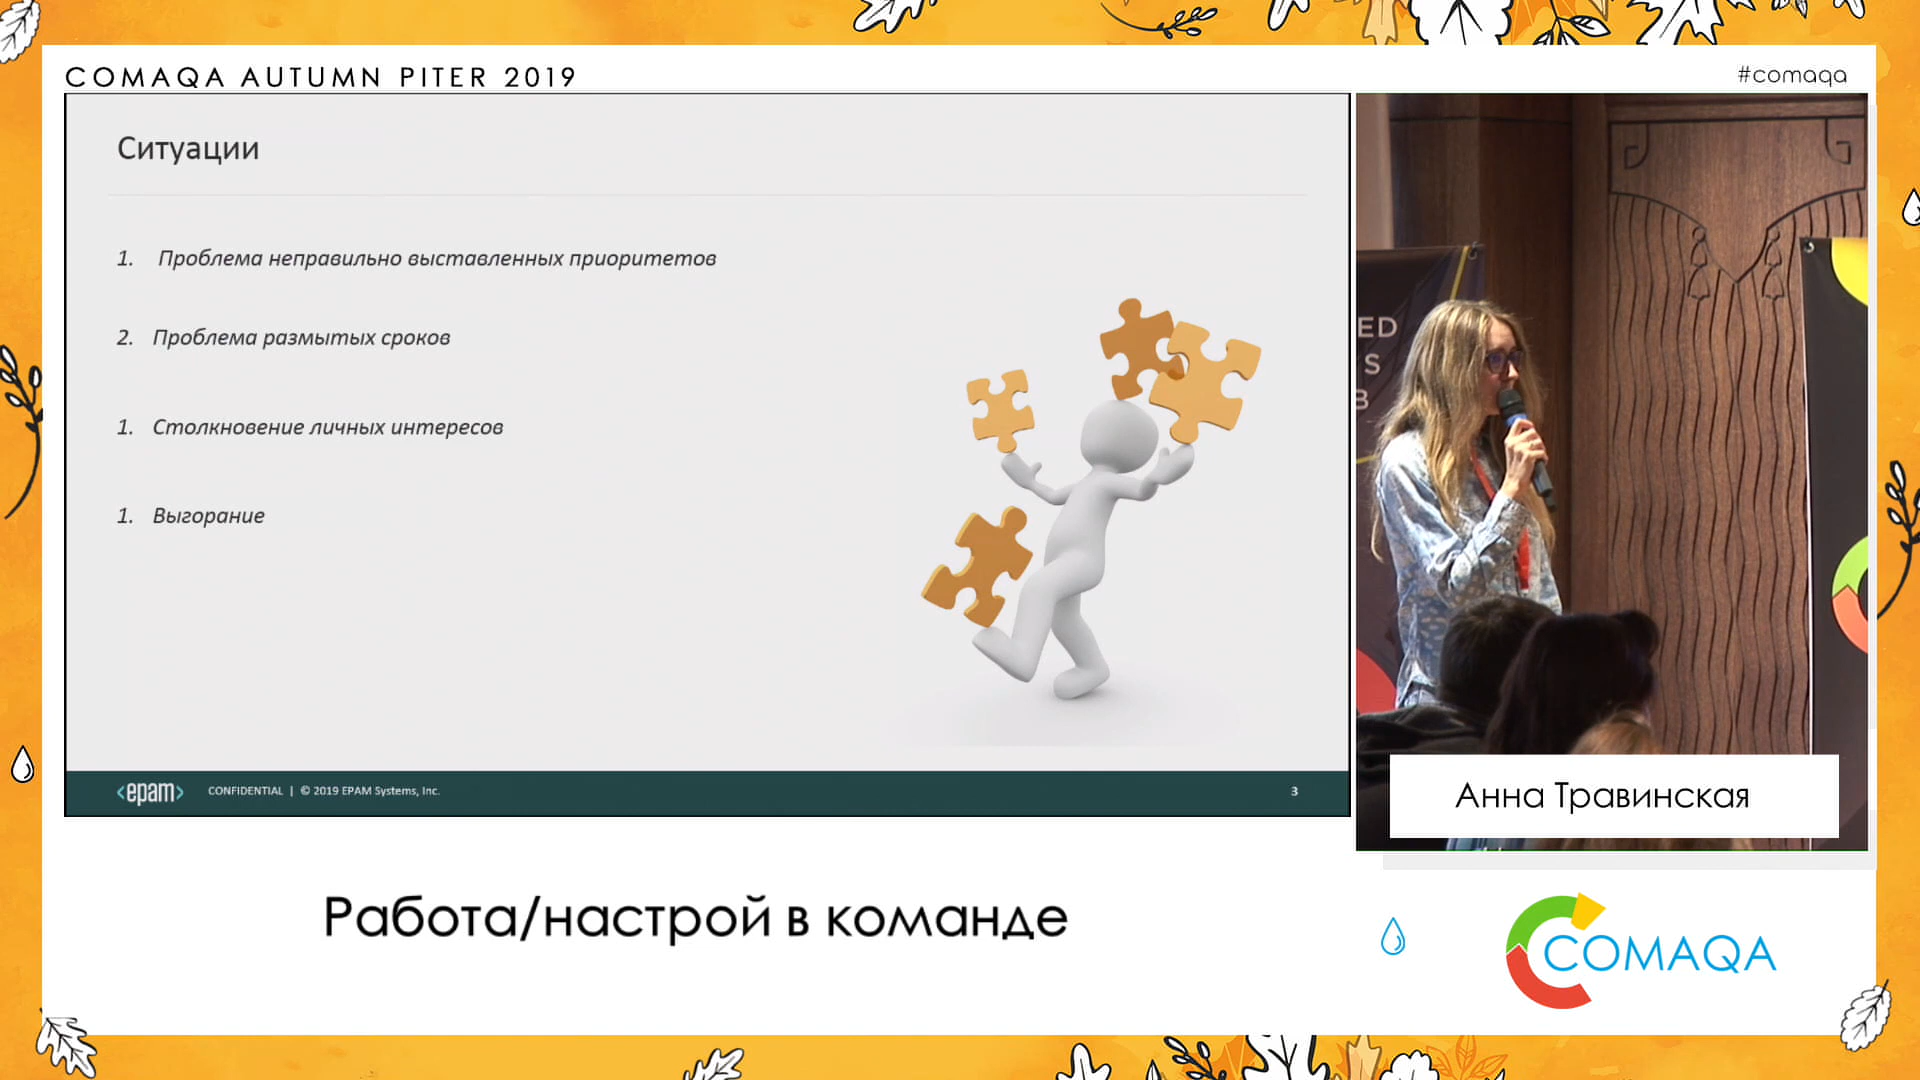 COMAQA AUTUMN PITER 2019
#comaqa
Ситуации
1. Проблема неправильно выставленных приоритетов
2. Проблема размытых сроков
1. Столкновение личных интересов
1. Выгорание
<epam>
CONFIDENTIAL | © 2019 EPAM Systems, Inc.
3
ED
S
B
Анна Травинская
Работа/настрой в команде
COMAQA